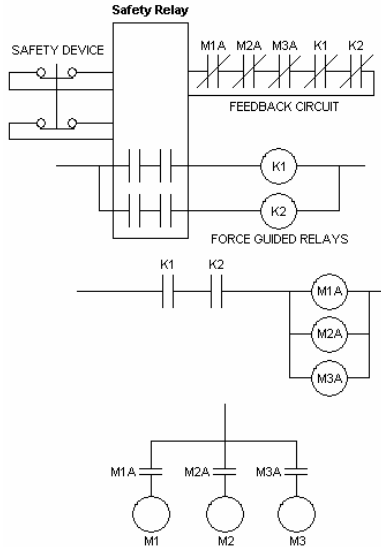 Safety Relay
SAFETY DEVICE
M1A M2A M3A K1 K2
FEEDBACK CIRCUIT
K1
K2
FORCE GUIDED RELAYS
K1 K2
M1A
M2A
M3A
M1A M2A M3A
M1 M2 M3